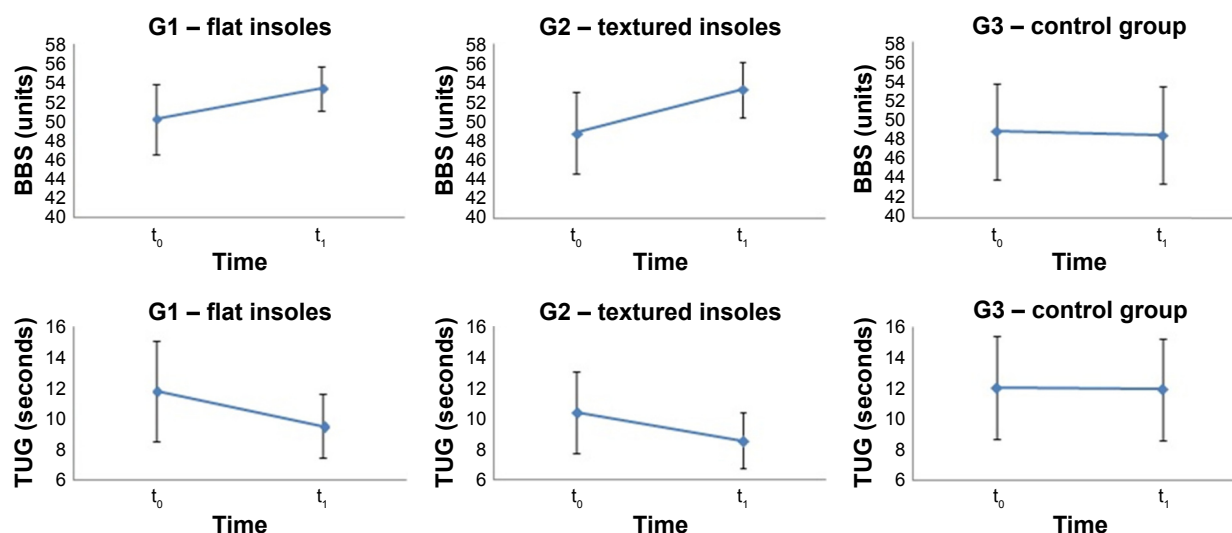 G1 – flat insoles
BBS (units)
58
56
54
52
50
48
46
44
42
40
t₀
t₁
Time
G2 – textured insoles
BBS (units)
58
56
54
52
50
48
46
44
42
40
t₀
t₁
Time
G3 – control group
BBS (units)
58
56
54
52
50
48
46
44
42
40
t₀
t₁
Time
G1 – flat insoles
TUG (seconds)
16
14
12
10
8
6
t₀
t₁
Time
G2 – textured insoles
TUG (seconds)
16
14
12
10
8
6
t₀
t₁
Time
G3 – control group
TUG (seconds)
16
14
12
10
8
6
t₀
t₁
Time